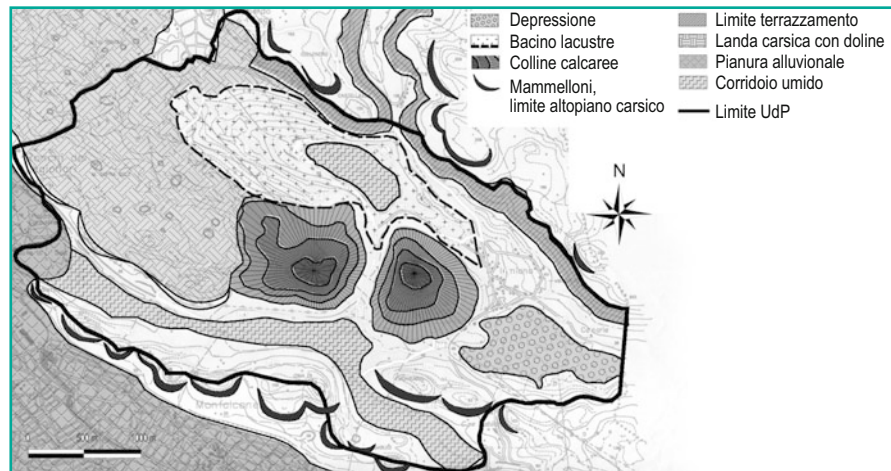 Depressione
Bacino lacustre
Colline calcaree
Mammelloni,
limite altopiano carsico
Limite terrazzamento
Landa carsica con doline
Pianura alluvionale
Corridoio umido
Limite UdP
N
Monfalcone
0